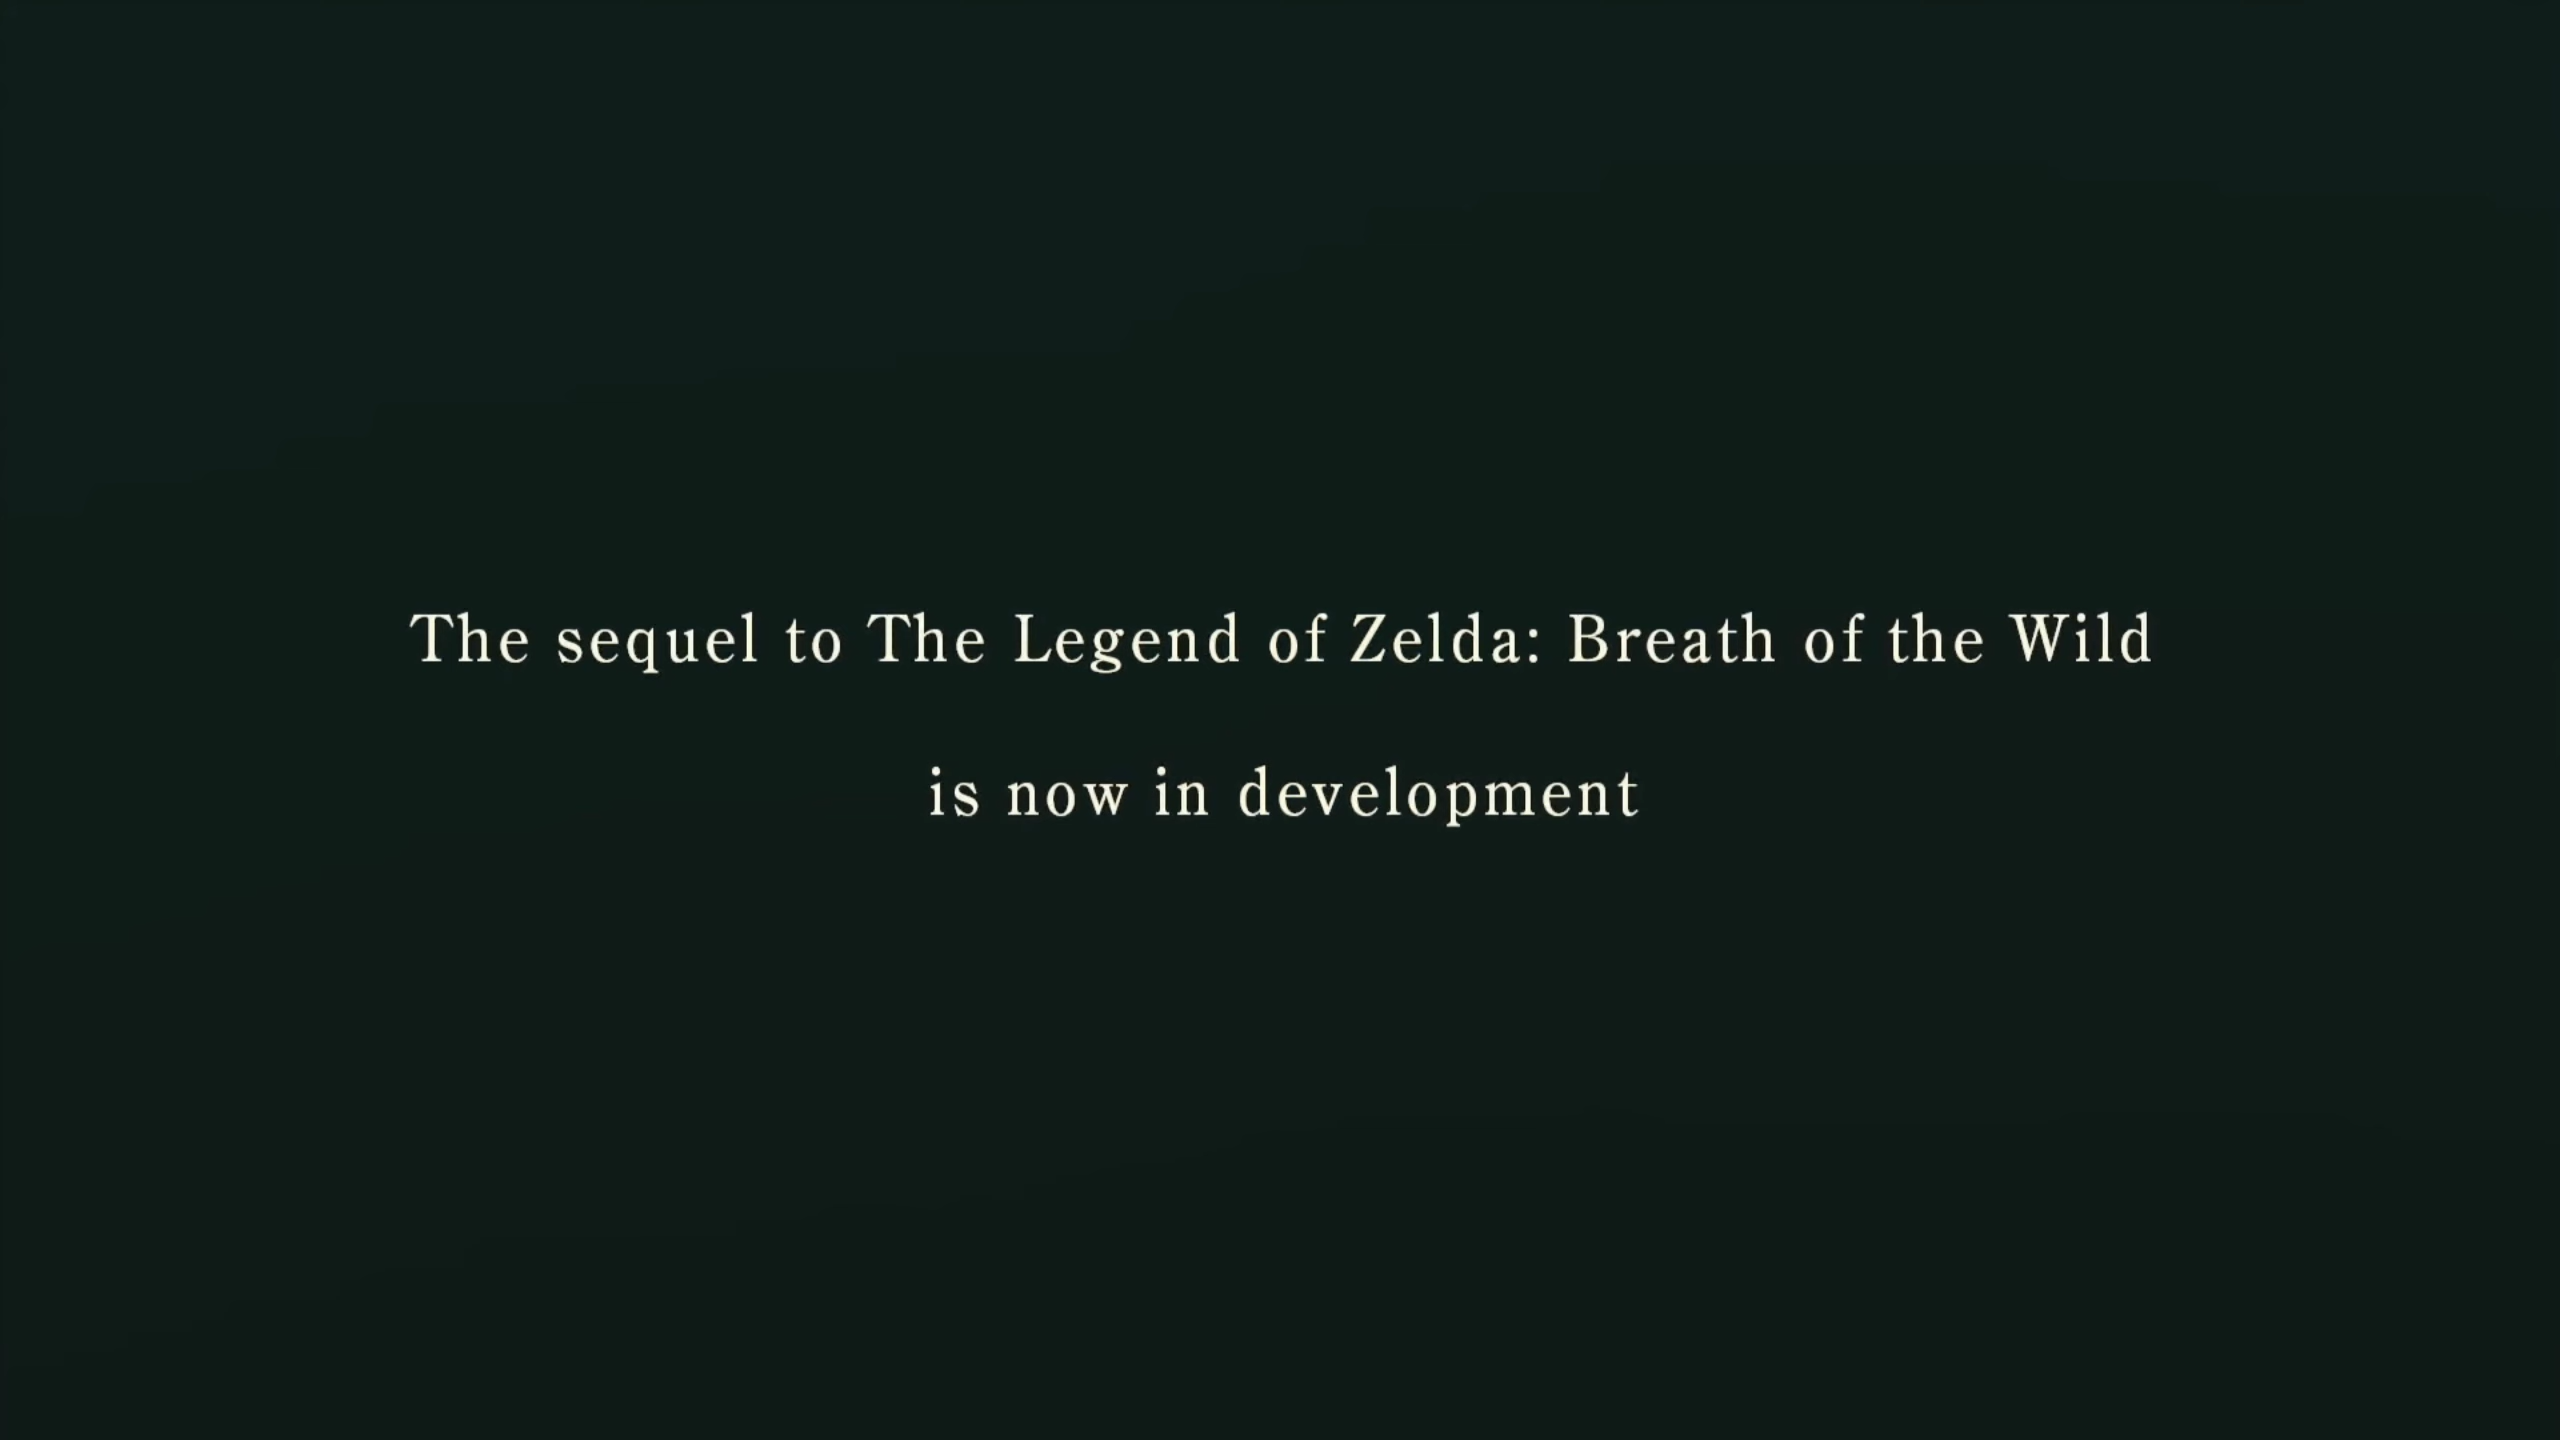 The sequel to The Legend of Zelda: Breath of the Wild
is now in development